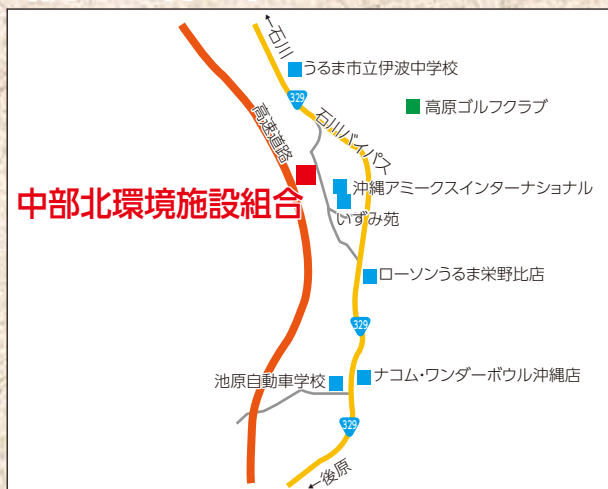 ←石川
うるま市立伊波中学校
329
高原ゴルフクラブ
石川バイパス
高速道路
中部北環境施設組合
沖縄アミークスインターナショナル
いずみ苑
ローソンうるま栄野比店
329
ナコム・ワンダーボウル沖縄店
池原自動車学校
329
←後原